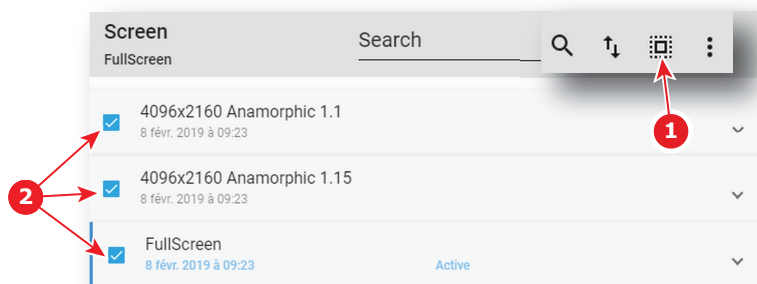 Screen
FullScreen
Search
1
4096x2160 Anamorphic 1.1
8 févr. 2019 à 09:23
2
4096x2160 Anamorphic 1.15
8 févr. 2019 à 09:23
FullScreen
8 févr. 2019 à 09:23 Active